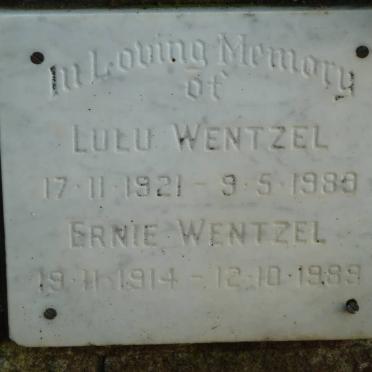 In Loving Memory
of
LULU WENTZEL
17·11·1921 - 9·5·1980
ERNIE WENTZEL
19·11·1914 - 12·10·1989